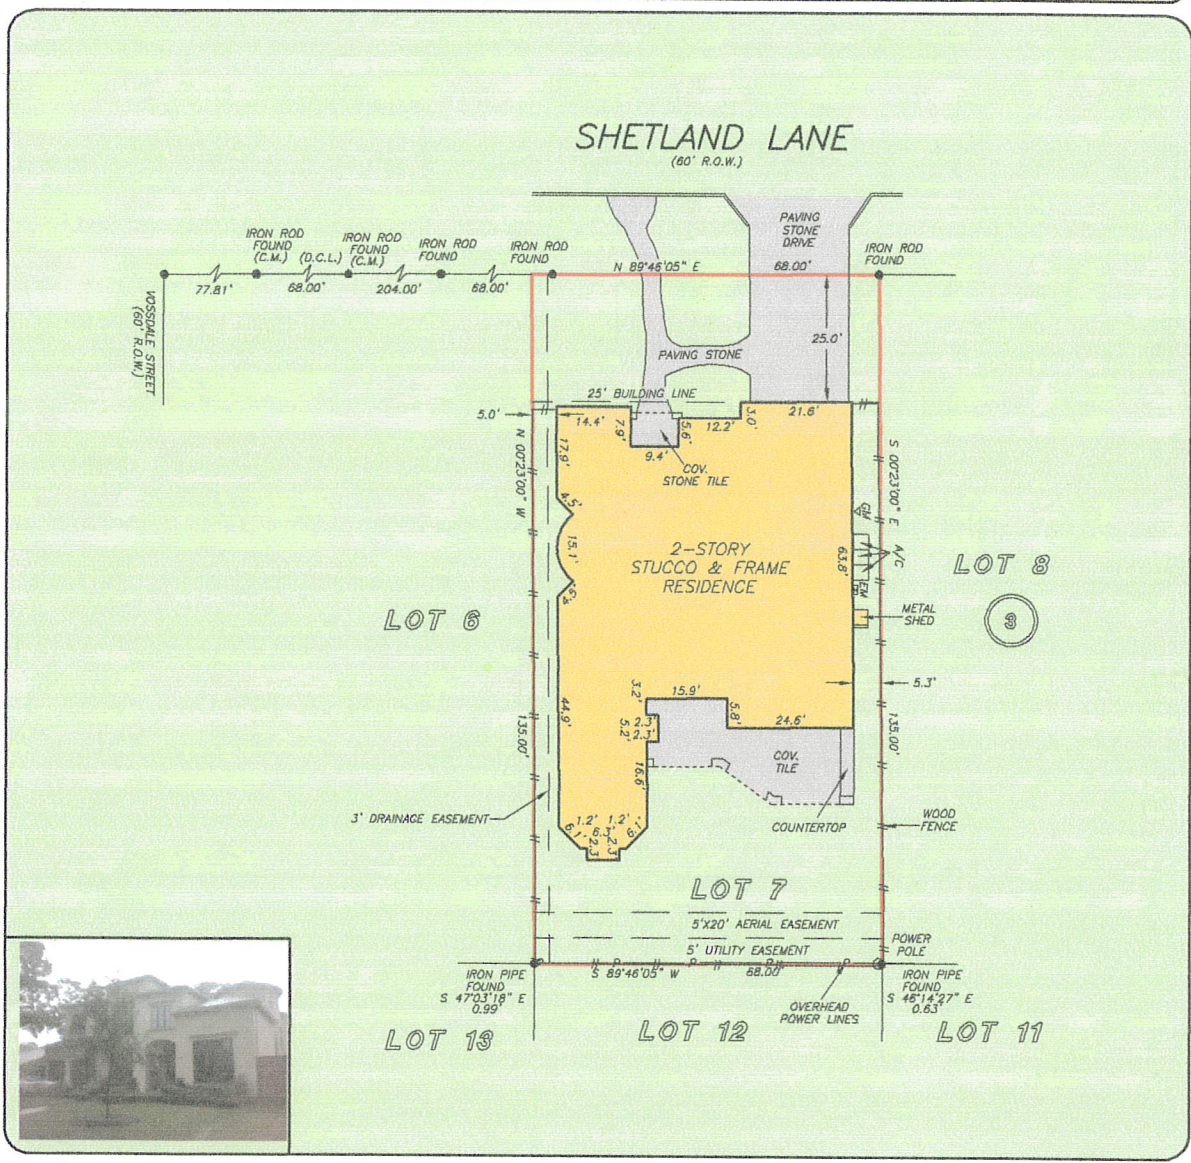 SHETLAND LANE
(60' R.O.W.)
PAVING
STONE
DRIVE
IRON ROD
FOUND
(C.M.)
(D.C.L.)
IRON ROD
FOUND
(C.M.)
IRON ROD
FOUND
IRON ROD
FOUND
IRON ROD
FOUND
N 89°46'05" E
68.00'
77.81'
68.00'
204.00'
68.00'
VOSSDALE STREET
(60' R.O.W.)
25.0'
PAVING STONE
25' BUILDING LINE
5.0'
14.4'
7.9'
9.4'
5.6'
12.2'
3.0'
21.6'
COV.
STONE TILE
N 00°23'00" W
S 00°23'00" E
17.9'
4.5'
15.1'
4.5'
2-STORY
STUCCO & FRAME
RESIDENCE
63.8'
GM
A/C
EM
METAL
SHED
LOT 8
3
LOT 6
5.3'
44.9'
135.00'
135.00'
3.2'
15.9'
5.8'
24.6'
2.3'
5.2'
2.3'
16.6'
COV.
TILE
3' DRAINAGE EASEMENT
COUNTERTOP
WOOD
FENCE
1.2'
1.2'
6.1'
6.3'
6.1'
2.3'
2.3'
LOT 7
5'X20' AERIAL EASEMENT
5' UTILITY EASEMENT
POWER
POLE
S 89°46'05" W
68.00'
IRON PIPE
FOUND
S 47°03'18" E
0.99'
IRON PIPE
FOUND
S 46°14'27" E
0.63'
OVERHEAD
POWER LINES
LOT 13
LOT 12
LOT 11